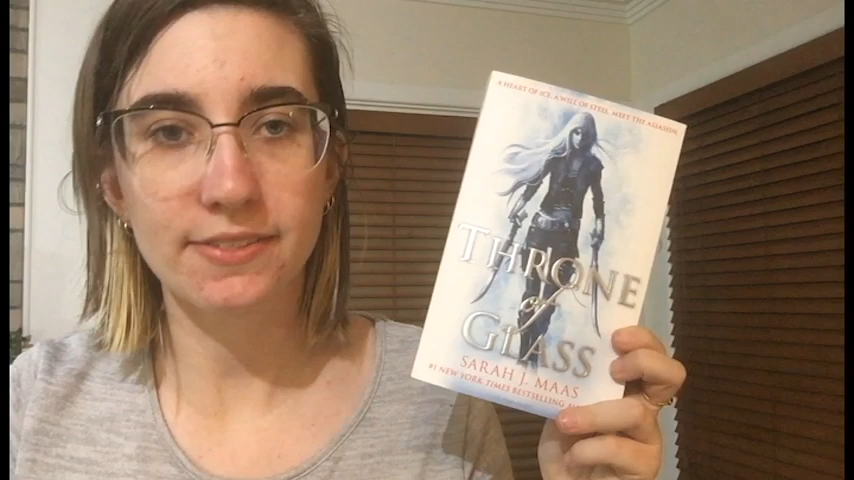 A HEART OF ICE, A WILL OF STEEL, MEET THE ASSASSIN.
THRONE
of
GLASS
SARAH J. MAAS
#1 NEW YORK TIMES BESTSELLING